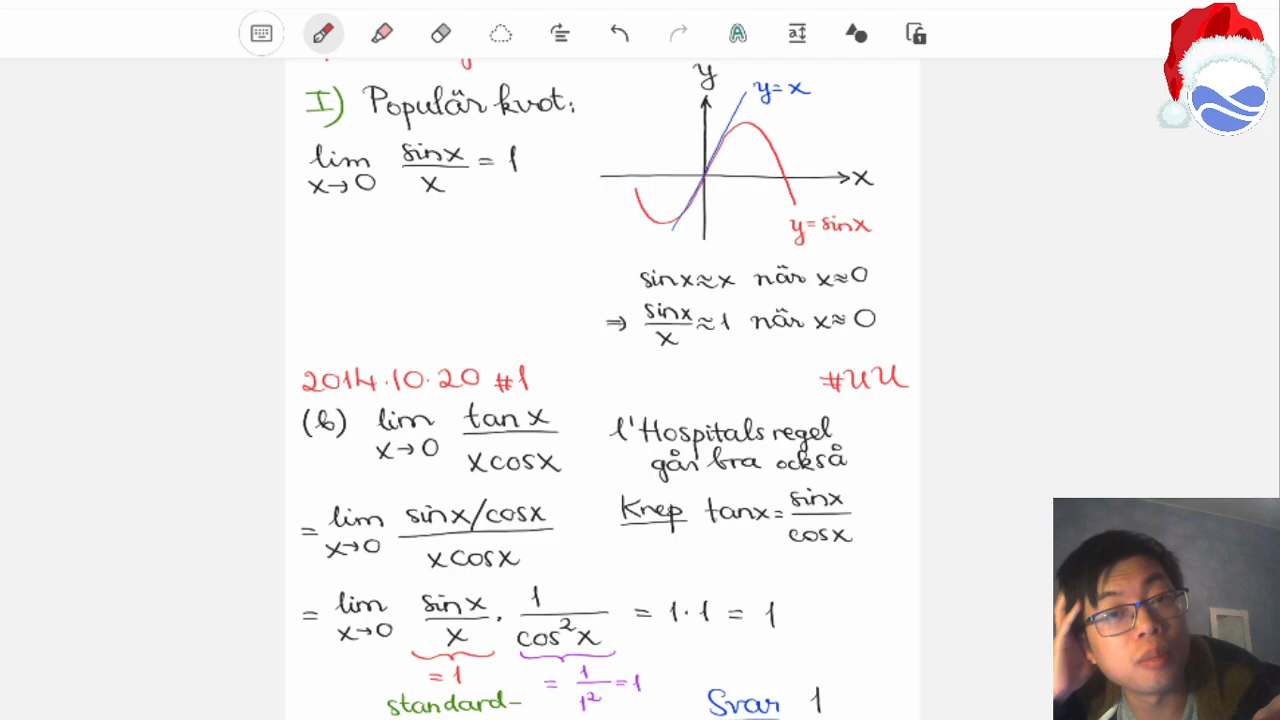 I) Populär kvot:
lim x→0 sinx/x = 1
y
y=x
x
y=sinx
sinx≈x när x≈0
⇒ sinx/x ≈1 när x≈0
2014.10.20 #1
#UU
(b) lim x→0 tanx/xcosx
l'Hospitals regel
går bra också
= lim x→0 sinx/cosx / xcosx
Knep tanx= sinx/cosx
= lim x→0 sinx/x · 1/cos²x = 1·1 = 1
=1
= 1/1² =1
standard-
Svar 1